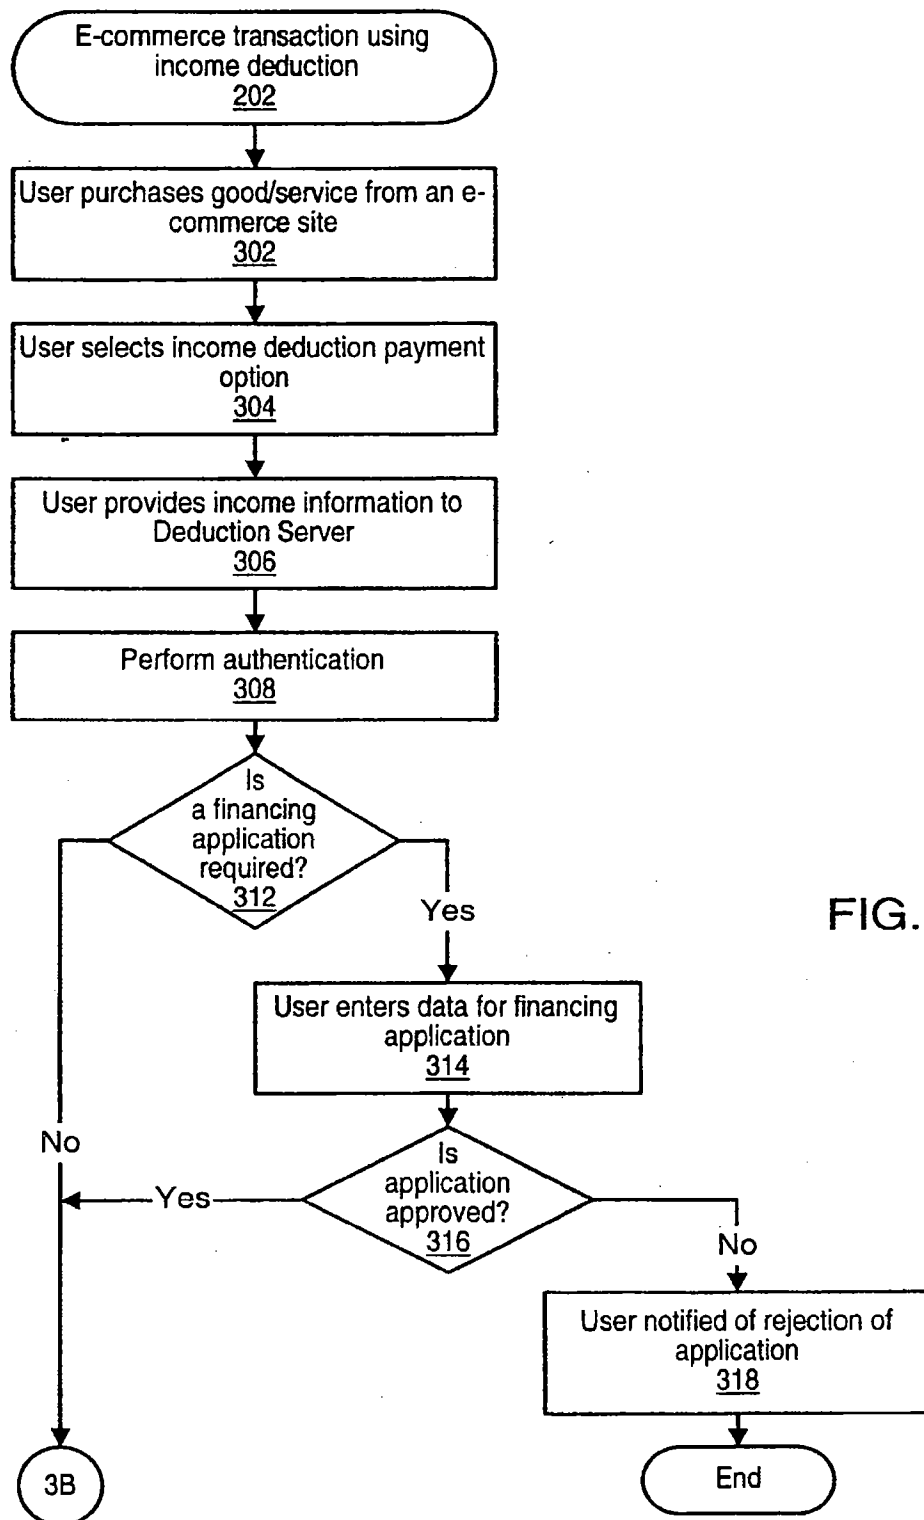 E-commerce transaction using
income deduction
202
User purchases good/service from an e-
commerce site
302
User selects income deduction payment
option
304
User provides income information to
Deduction Server
306
Perform authentication
308
Is
a financing
application
required?
312
Yes
FIG.
User enters data for financing
application
314
No
Is
application
approved?
316
Yes
No
User notified of rejection of
application
318
3B
End